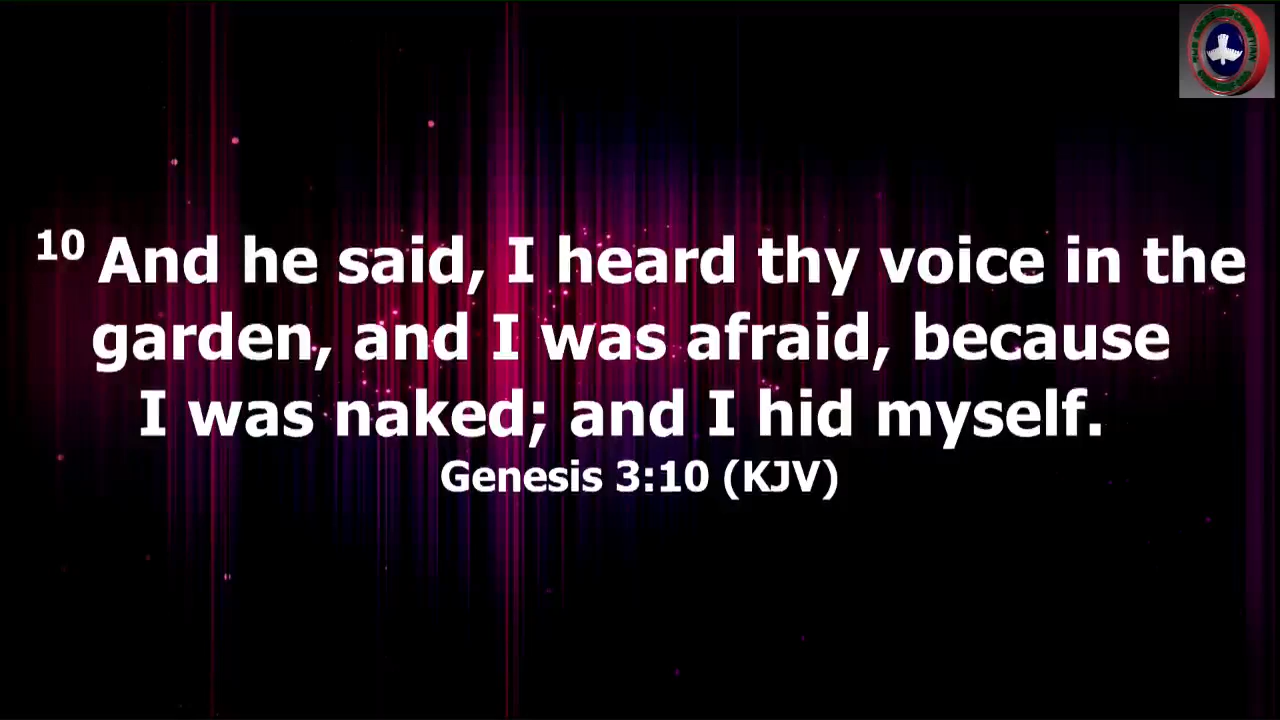 10 And he said, I heard thy voice in the
garden, and I was afraid, because
I was naked; and I hid myself.
Genesis 3:10 (KJV)